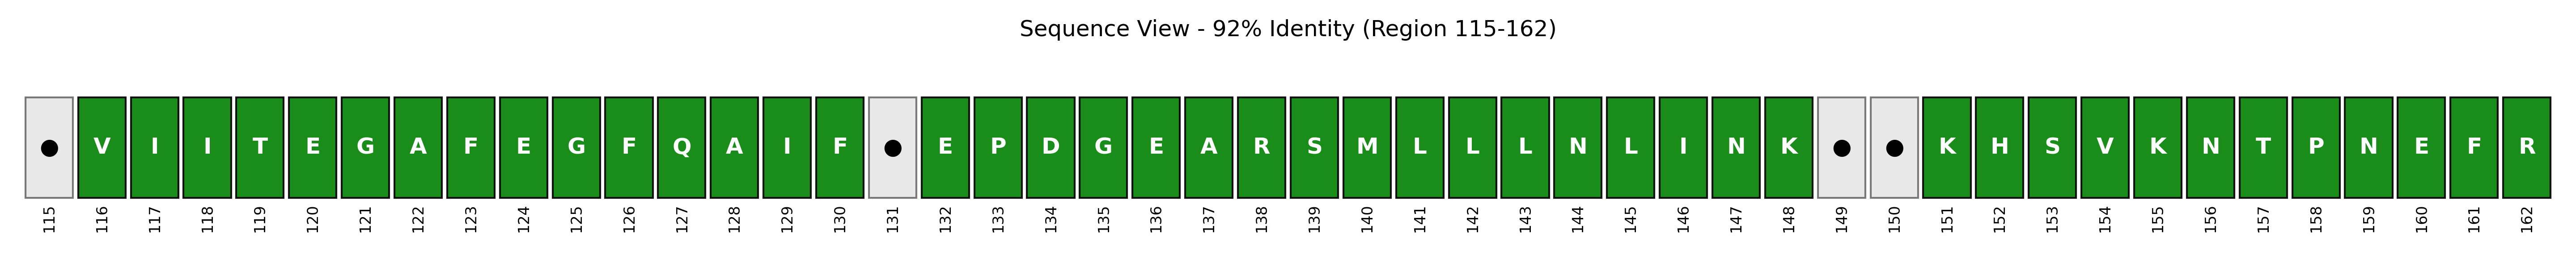 Sequence View - 92% Identity (Region 115-162)
● V I I T E G A F E G F Q A I F ● E P D G E A R S M L L L N L I N K ● ● K H S V K N T P N E F R
115 116 117 118 119 120 121 122 123 124 125 126 127 128 129 130 131 132 133 134 135 136 137 138 139 140 141 142 143 144 145 146 147 148 149 150 151 152 153 154 155 156 157 158 159 160 161 162